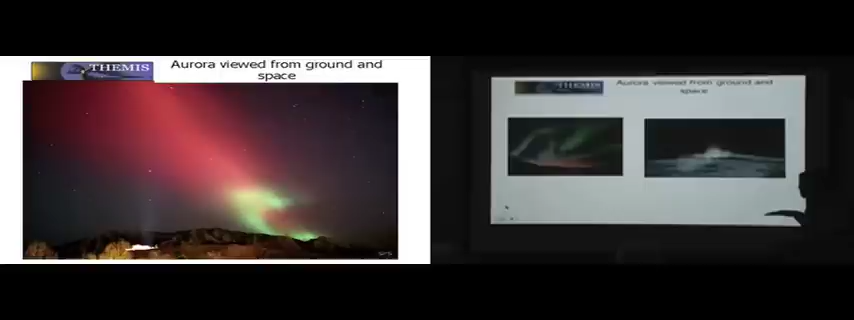 THEMIS
Aurora viewed from ground and
space
THEMIS
Aurora viewed from ground and
space